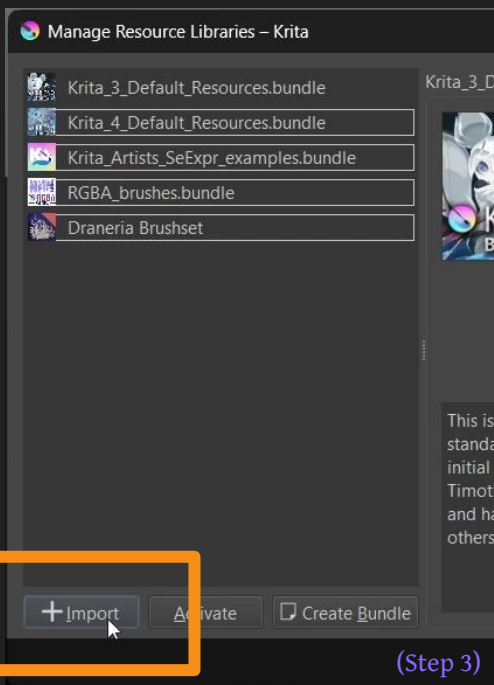 Manage Resource Libraries – Krita
Krita_3_Default_Resources.bundle
Krita_4_Default_Resources.bundle
Krita_Artists_SeExpr_examples.bundle
RGBA_brushes.bundle
Draneria Brushset
Krita_3_D
This is
standa
initial
Timot
and ha
others
Import
Activate
Create Bundle
(Step 3)